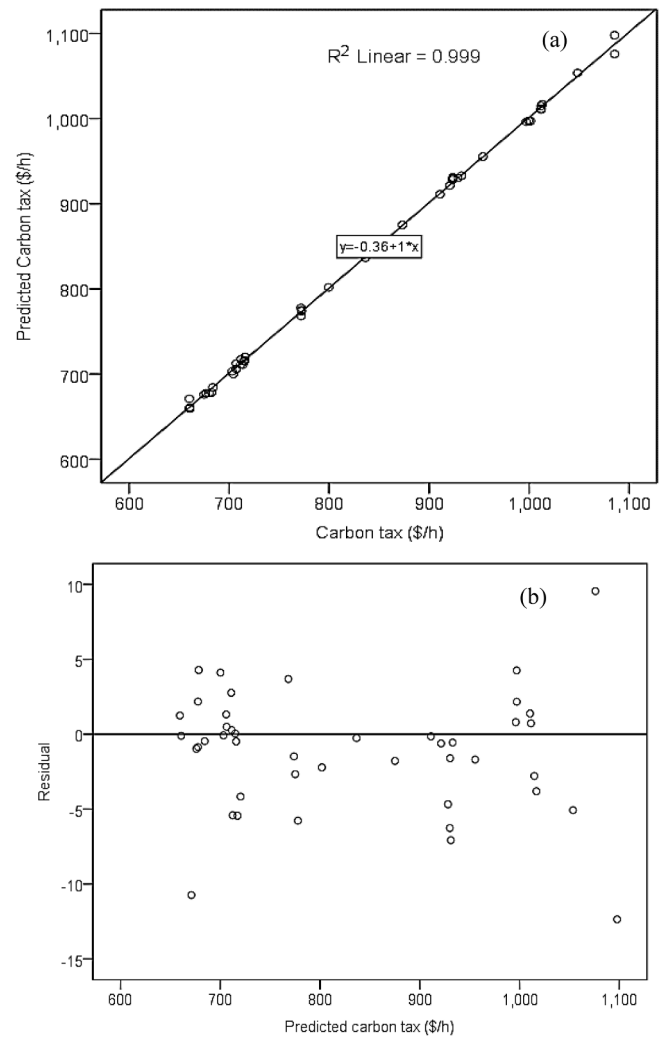 1,100
(a)
R² Linear = 0.999
1,000
900
y=-0.36+1*x
800
700
600
Predicted Carbon tax ($/h)
600 700 800 900 1,000 1,100
Carbon tax ($/h)
10
(b)
5
0
-5
-10
-15
Residual
600 700 800 900 1,000 1,100
Predicted carbon tax ($/h)